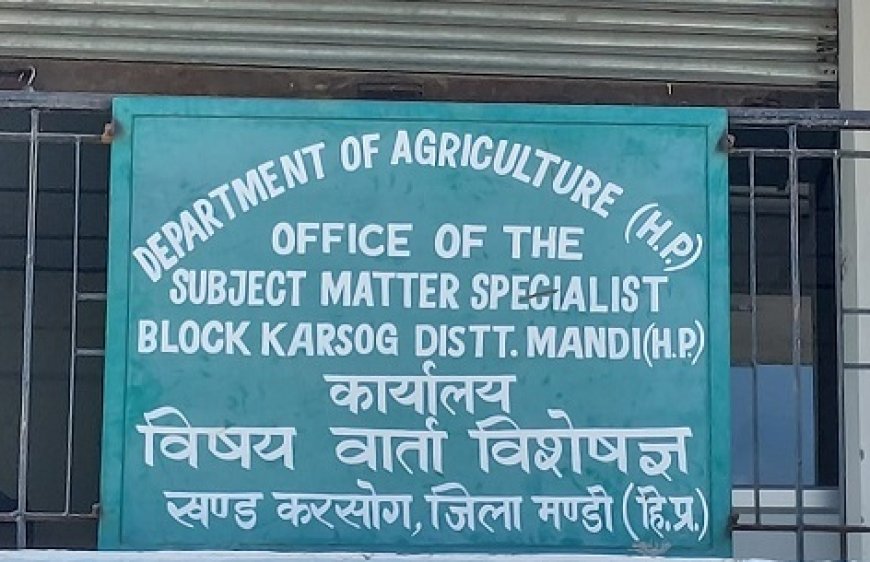 DEPARTMENT OF AGRICULTURE (H.P.)
OFFICE OF THE
SUBJECT MATTER SPECIALIST
BLOCK KARSOG DISTT. MANDI (H.P.)
कार्यालय
विषय वार्ता विशेषज्ञ
खण्ड करसोग, जिला मण्डी (हि.प्र.)